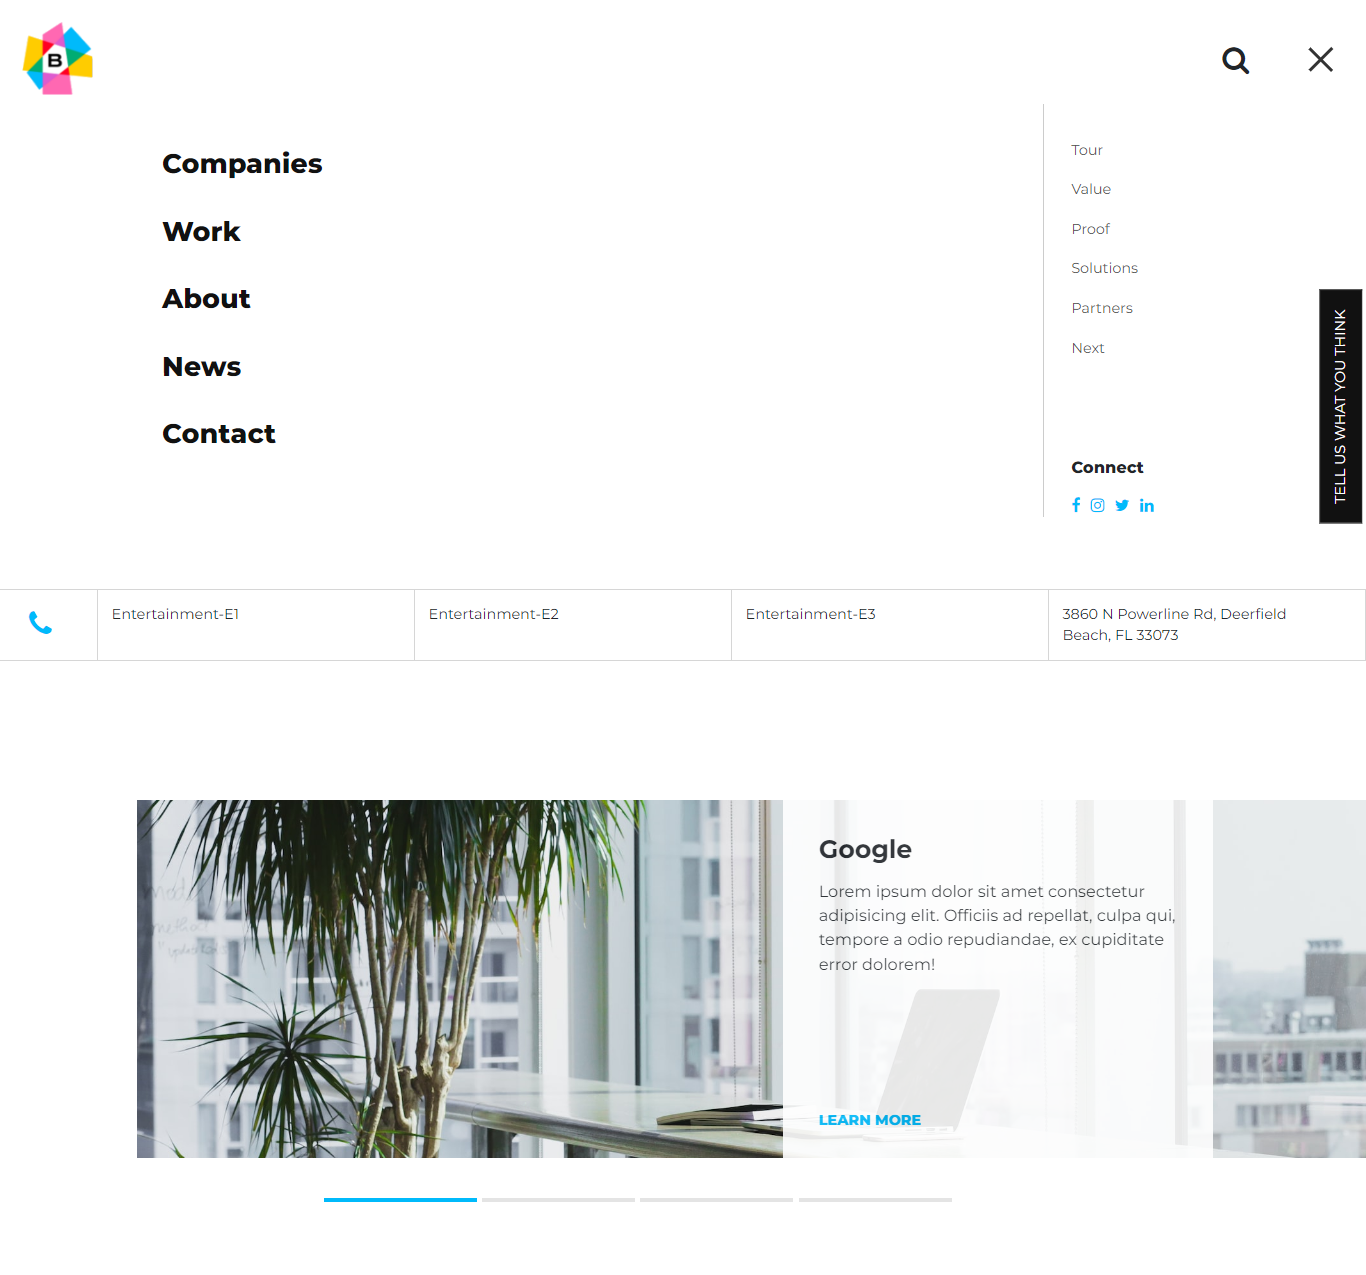 B
Companies
Work
About
News
Contact
Tour
Value
Proof
Solutions
Partners
Next
Connect
TELL US WHAT YOU THINK
Entertainment-E1
Entertainment-E2
Entertainment-E3
3860 N Powerline Rd, Deerfield
Beach, FL 33073
Google
Lorem ipsum dolor sit amet consectetur
adipisicing elit. Officiis ad repellat, culpa qui,
tempore a odio repudiandae, ex cupiditate
error dolorem!
LEARN MORE